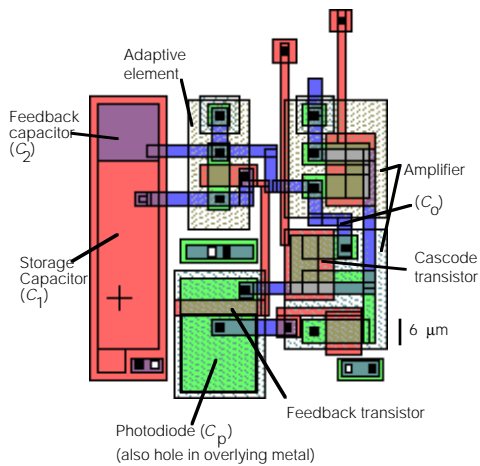 Adaptive
element
Feedback
capacitor
(C2)
Amplifier
(Co)
Storage
Capacitor
(C1)
Cascode
transistor
6 μm
Feedback transistor
Photodiode (Cp)
(also hole in overlying metal)